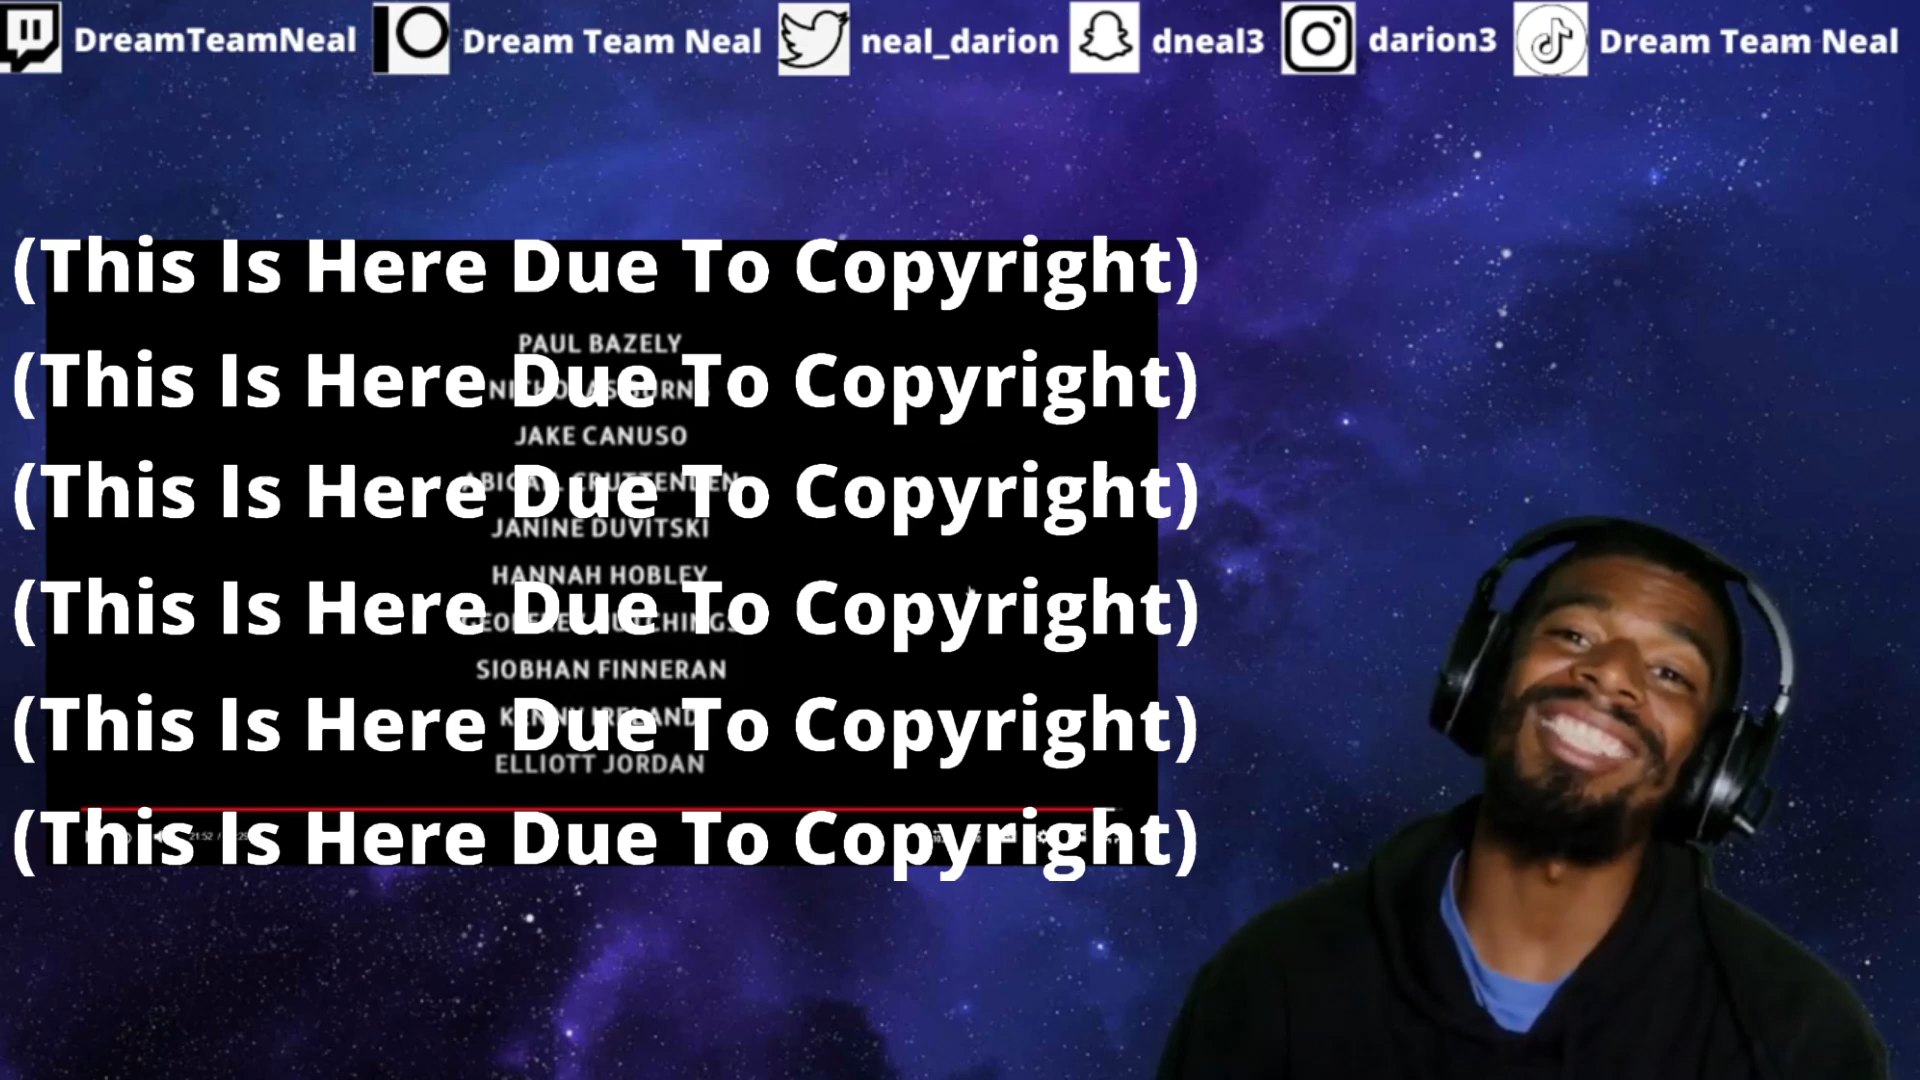 DreamTeamNeal Dream Team Neal neal_darion dneal3 darion3 Dream Team Neal
(This Is Here Due To Copyright)
PAUL BAZELY
(This Is Here Due To Copyright)
JAKE CANUSO
(This Is Here Due To Copyright)
JANINE DUVITSKI
HANNAH HOBLEY
(This Is Here Due To Copyright)
SIOBHAN FINNERAN
(This Is Here Due To Copyright)
ELLIOTT JORDAN
(This Is Here Due To Copyright)
21:52